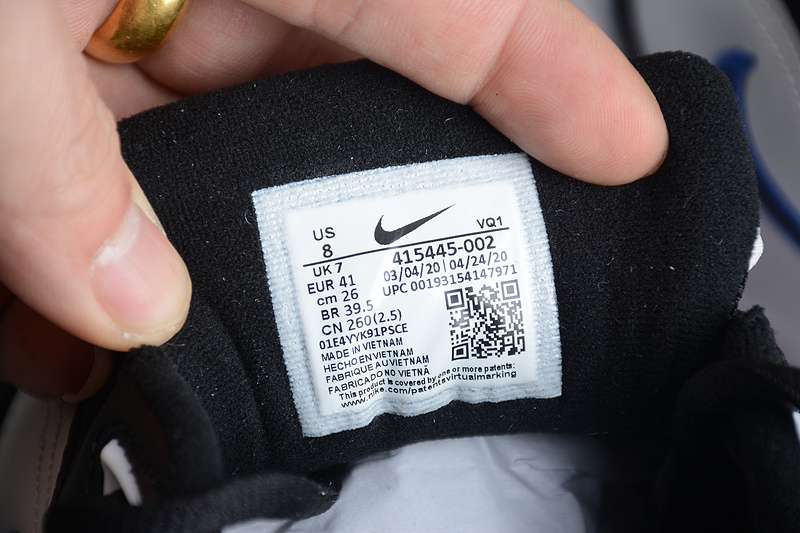 US
8
VQ1
415445-002
UK 7
03/04/20 | 04/24/20
EUR 41
UPC 00193154147971
cm 26
BR 39.5
CN 260(2.5)
01E4YYK91PSCE
MADE IN VIETNAM
HECHO EN VIETNAM
FABRIQUE AU VIETNAM
FABRICADO NO VIETNÃ
This product is covered by one or more patents:
www.nike.com/patentsvirtualmarking